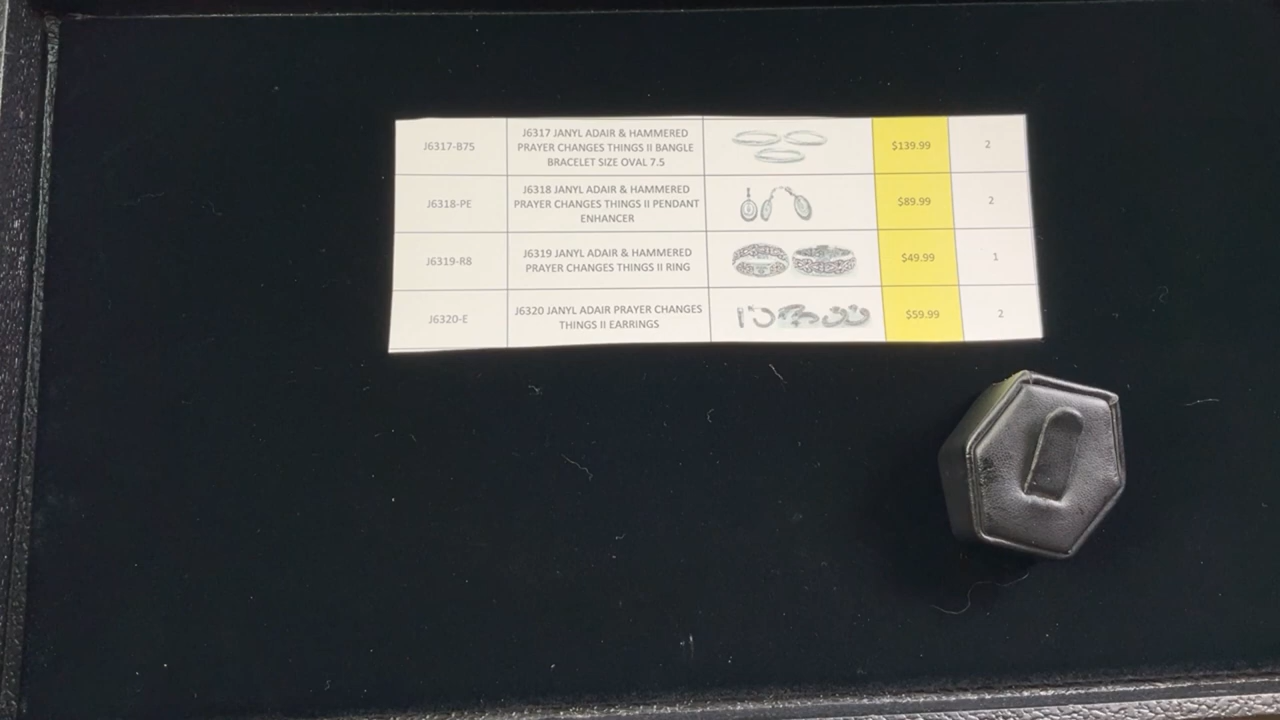 J6317-B75
J6317 JANYL ADAIR & HAMMERED
PRAYER CHANGES THINGS II BANGLE
BRACELET SIZE OVAL 7.5
$139.99
2
J6318-PE
J6318 JANYL ADAIR & HAMMERED
PRAYER CHANGES THINGS II PENDANT
ENHANCER
$89.99
2
J6319-R8
J6319 JANYL ADAIR & HAMMERED
PRAYER CHANGES THINGS II RING
$49.99
1
J6320-E
J6320 JANYL ADAIR PRAYER CHANGES
THINGS II EARRINGS
$59.99
2